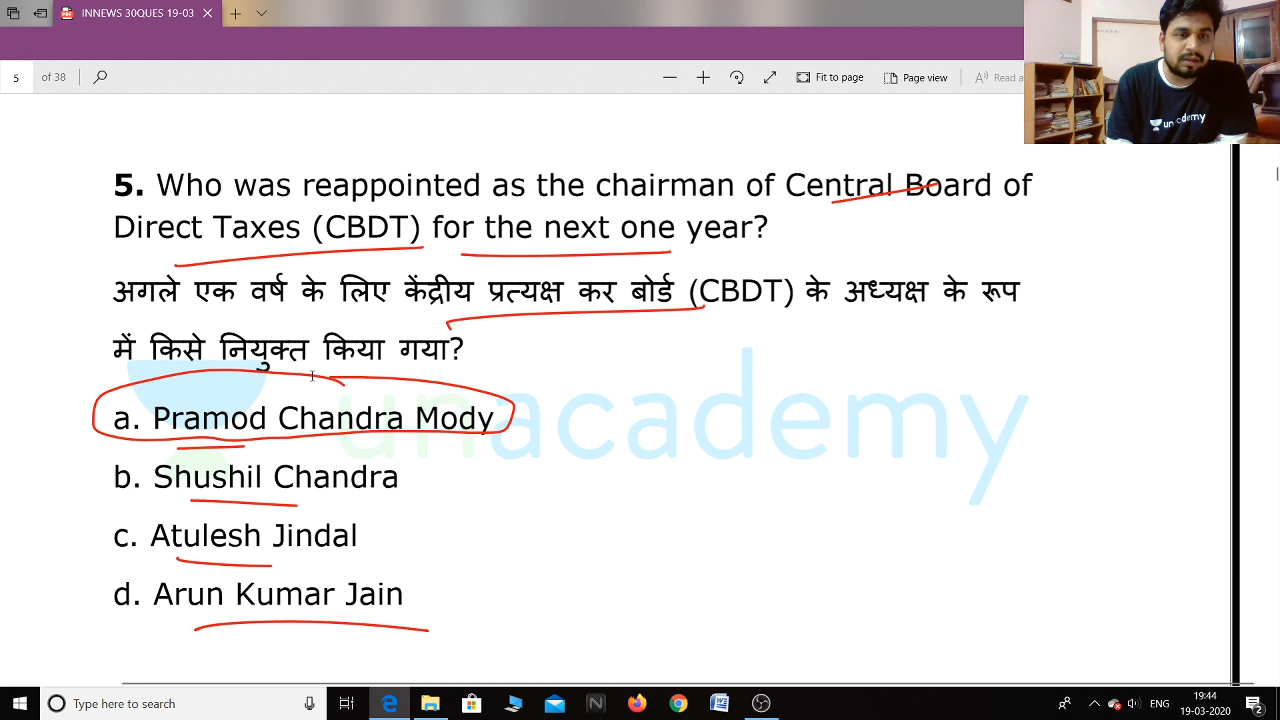 INNEWS 30QUES 19-03
5 of 38
Fit to page
Page view
Read a
unacademy
5. Who was reappointed as the chairman of Central Board of
Direct Taxes (CBDT) for the next one year?
अगले एक वर्ष के लिए केंद्रीय प्रत्यक्ष कर बोर्ड (CBDT) के अध्यक्ष के रूप
में किसे नियुक्त किया गया?
unacademy
a. Pramod Chandra Mody
b. Shushil Chandra
c. Atulesh Jindal
d. Arun Kumar Jain
Type here to search
ENG
19:44
19-03-2020
2